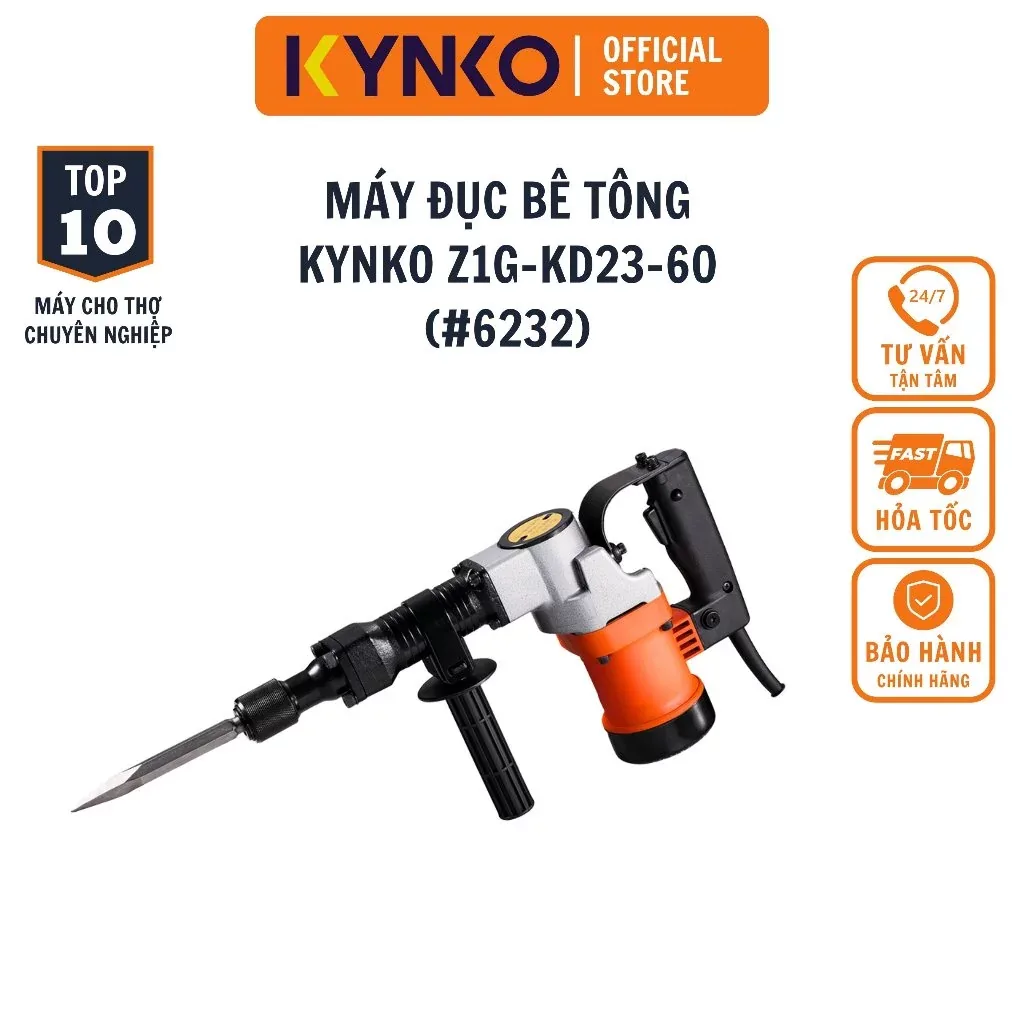 KYNKO
OFFICIAL
STORE
TOP
10
MÁY CHO THỢ
CHUYÊN NGHIỆP
MÁY ĐỤC BÊ TÔNG
KYNKO Z1G-KD23-60
(#6232)
24/7
TƯ VẤN
TẬN TÂM
FAST
HỎA TỐC
BẢO HÀNH
CHÍNH HÃNG